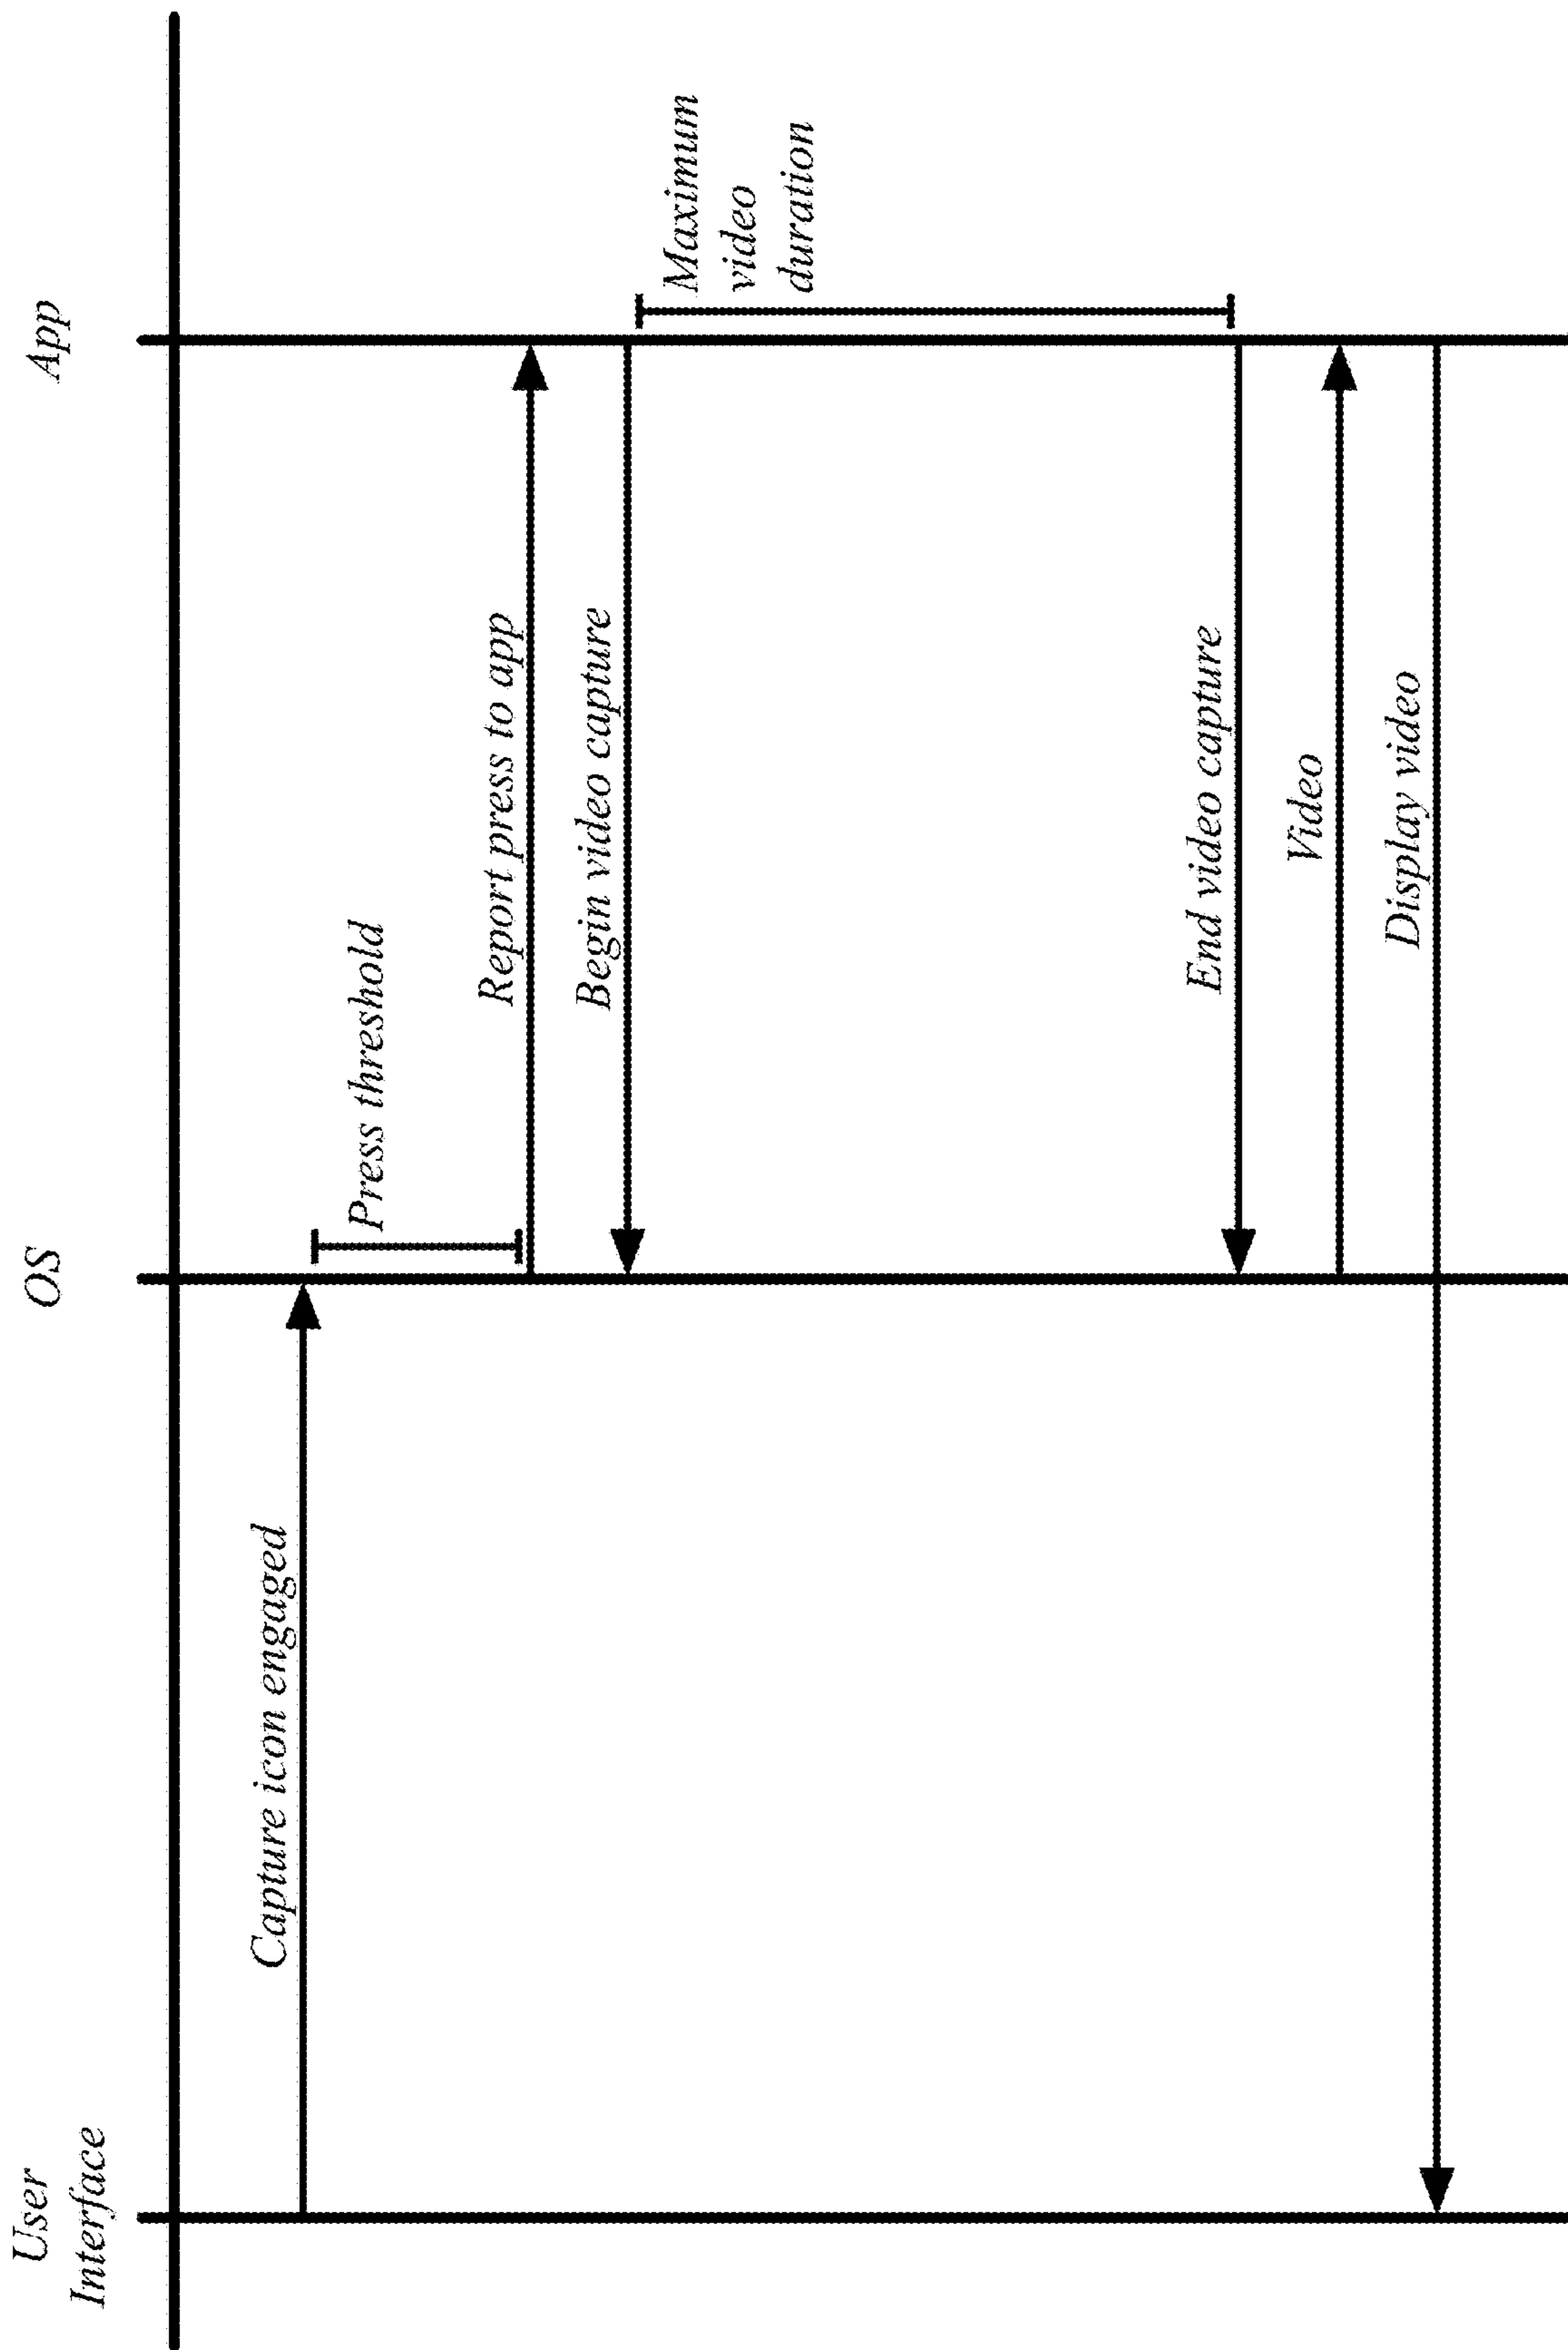 User
Interface
OS
App
Capture icon engaged
Press threshold
Report press to app
Begin video capture
Maximum
video
duration
End video capture
Video
Display video